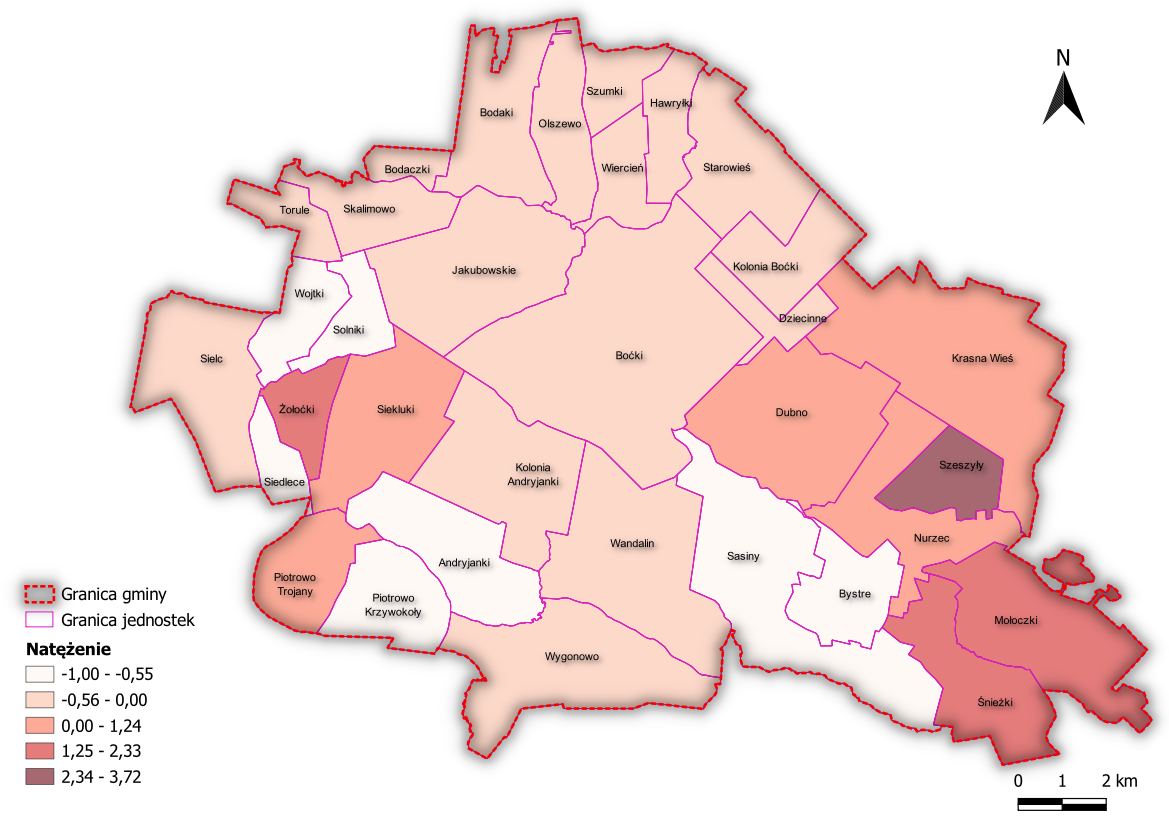 N
Szumki
Hawryłki
Bodaki
Olszewo
Bodaczki
Wiercień
Starowieś
Torule
Skalimowo
Jakubowskie
Kolonia Boćki
Wojtki
Dziecinne
Solniki
Sielc
Boćki
Krasna Wieś
Żołoćki
Siekluki
Dubno
Szeszyły
Kolonia
Andryjanki
Siedlece
Nurzec
Wandalin
Sasiny
Andryjanki
Piotrowo
Trojany
Bystre
Piotrowo
Krzywokoły
Mołoczki
Wygonowo
Śnieżki
Granica gminy
Granica jednostek
Natężenie
-1,00 - -0,55
-0,56 - 0,00
0,00 - 1,24
1,25 - 2,33
2,34 - 3,72
0 1 2 km